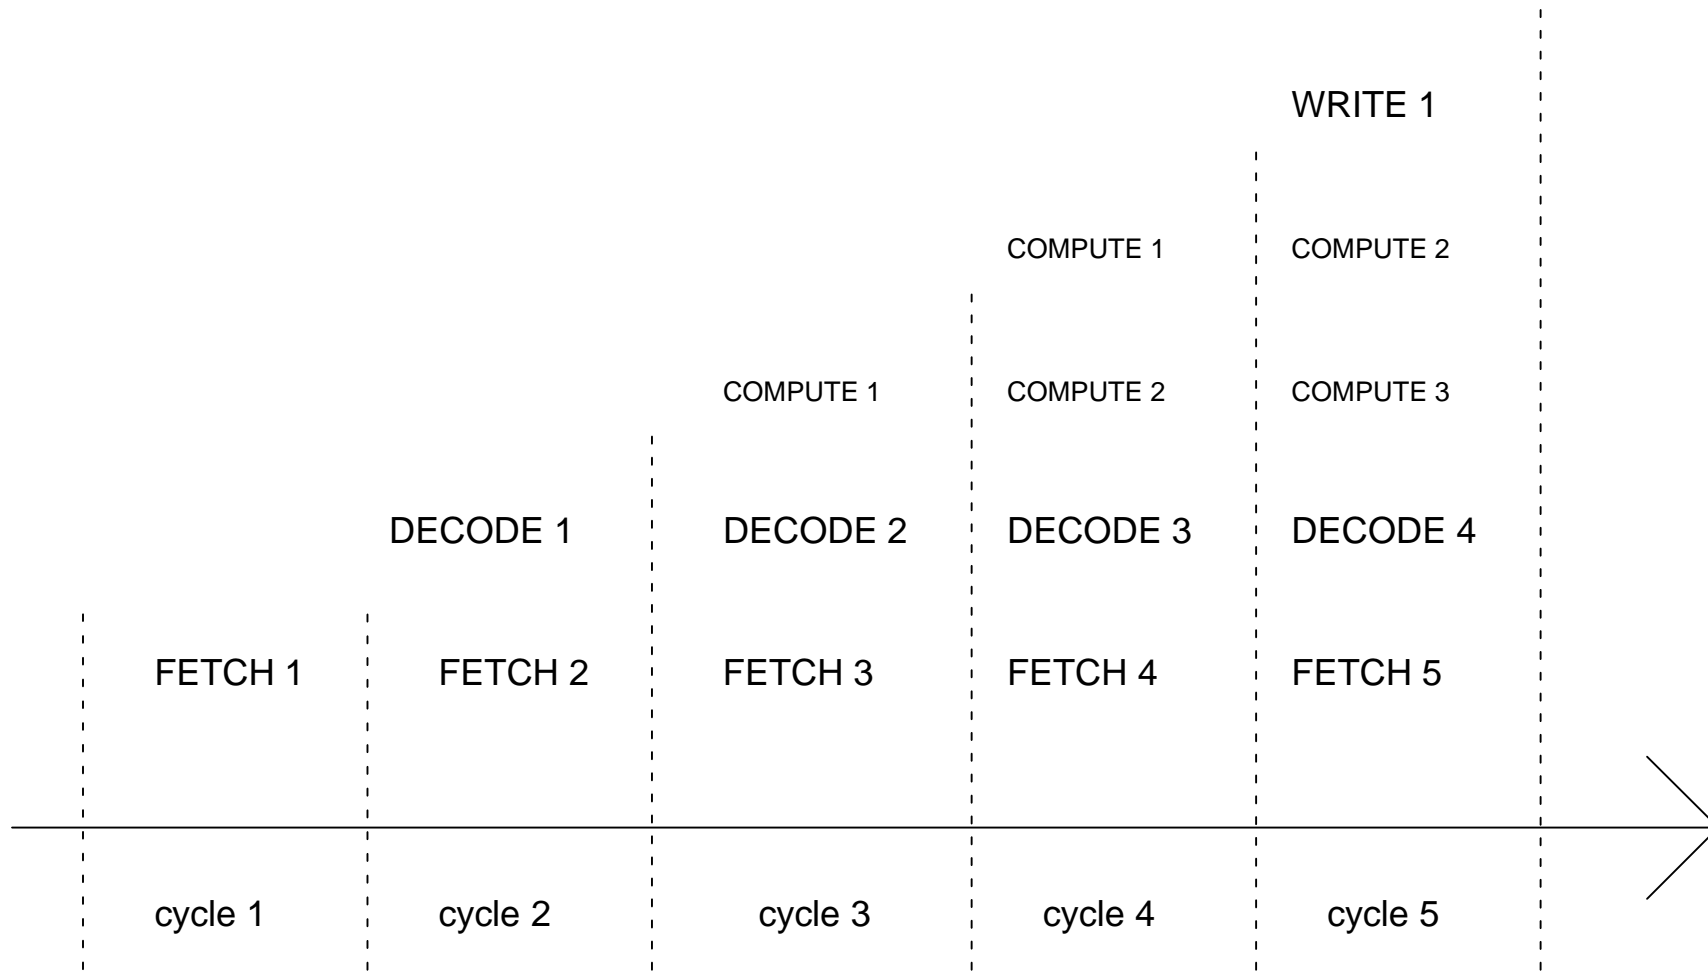 WRITE 1
COMPUTE 1 COMPUTE 2
COMPUTE 1 COMPUTE 2 COMPUTE 3
DECODE 1 DECODE 2 DECODE 3 DECODE 4
FETCH 1 FETCH 2 FETCH 3 FETCH 4 FETCH 5
cycle 1 cycle 2 cycle 3 cycle 4 cycle 5